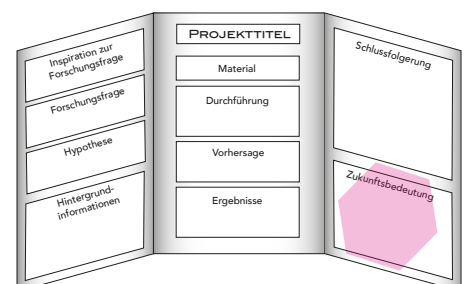 Inspiration zur
Forschungsfrage
Forschungsfrage
Hypothese
Hintergrund-
informationen
PROJEKTTITEL
Material
Durchführung
Vorhersage
Ergebnisse
Schlussfolgerung
Zukunftsbedeutung